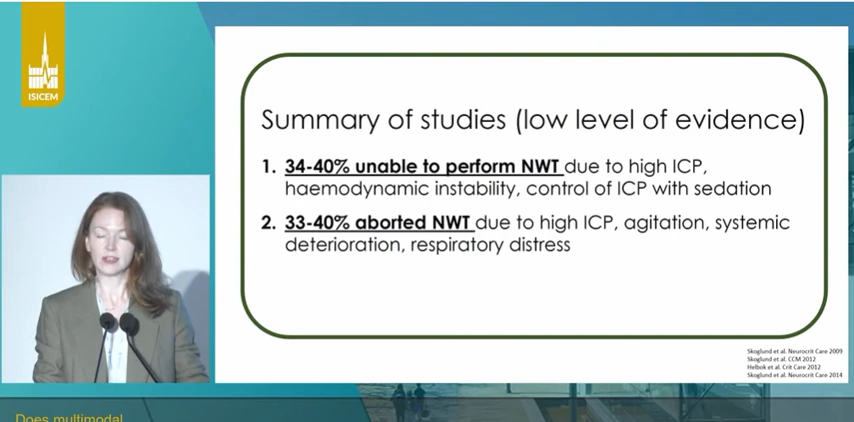 ISICEM
Summary of studies (low level of evidence)
1. 34-40% unable to perform NWT due to high ICP,
haemodynamic instability, control of ICP with sedation
2. 33-40% aborted NWT due to high ICP, agitation, systemic
deterioration, respiratory distress
Skoglund et al. Neurocrit Care 2009
Skoglund et al. CCM 2012
Helbok et al. Crit Care 2012
Skoglund et al. Neurocrit Care 2014
Does multimodal